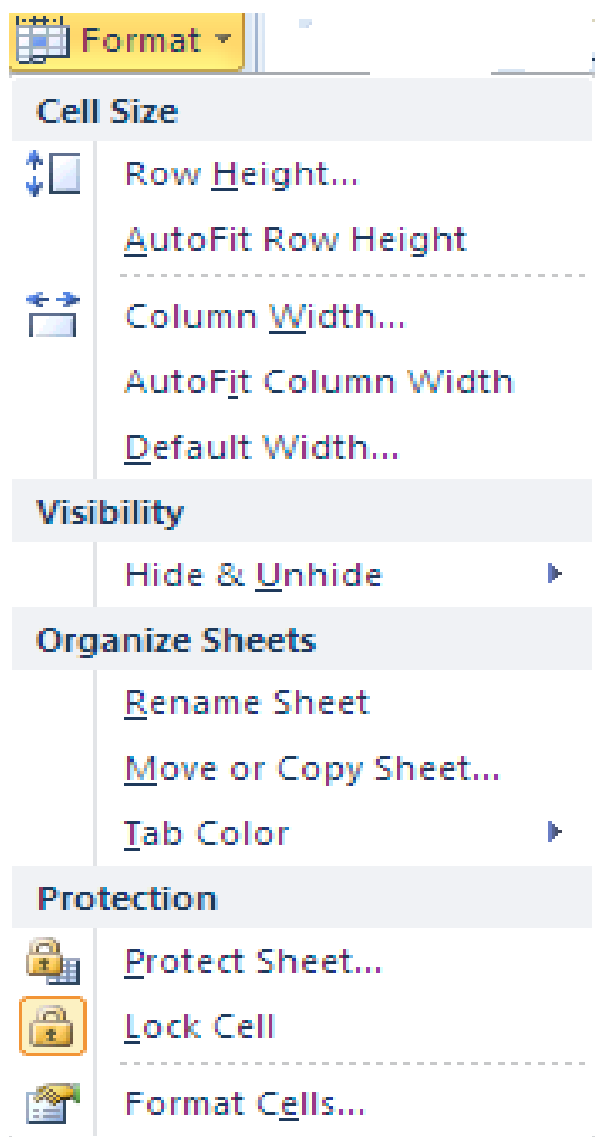 Format
Cell Size
Row Height...
AutoFit Row Height
Column Width...
AutoFit Column Width
Default Width...
Visibility
Hide & Unhide
Organize Sheets
Rename Sheet
Move or Copy Sheet...
Tab Color
Protection
Protect Sheet...
Lock Cell
Format Cells...